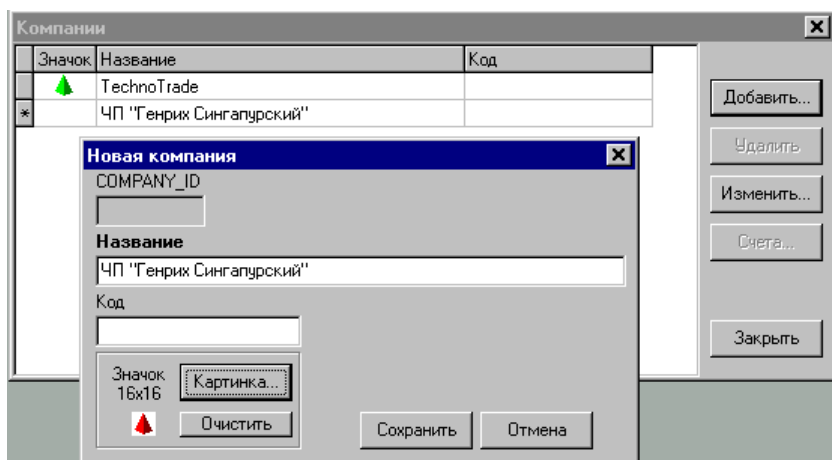 Компании
Значок Название Код
TechnoTrade
ЧП "Генрих Сингапурский"
Добавить...
Удалить
Изменить...
Счета...
Закрыть
Новая компания
COMPANY_ID
Название
ЧП "Генрих Сингапурский"
Код
Значок
16x16
Картинка...
Очистить
Сохранить
Отмена